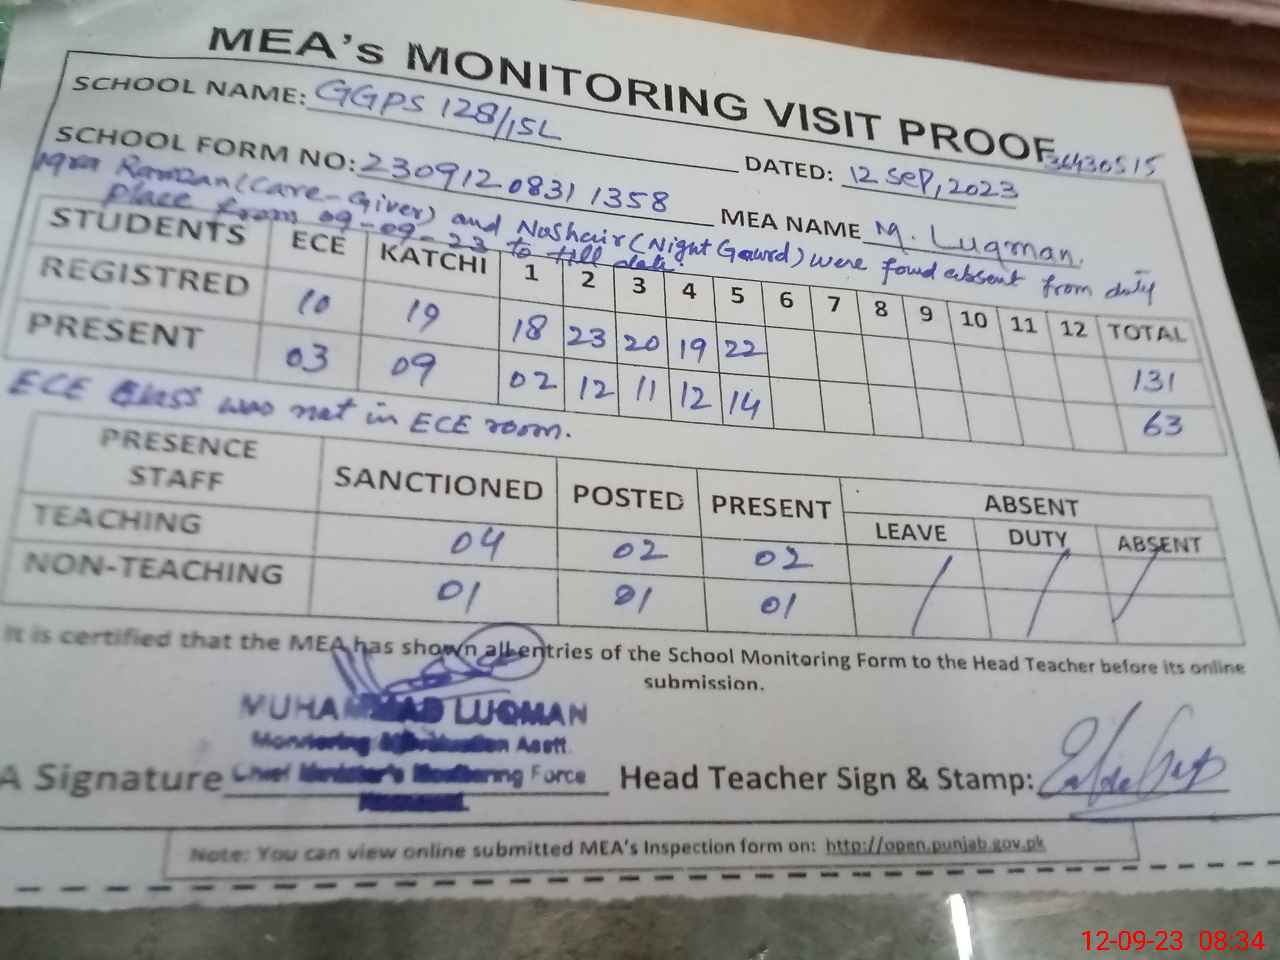 MEA's MONITORING VISIT PROOF
36430515
SCHOOL NAME: GGPS 128/15L
DATED: 12 Sep, 2023
SCHOOL FORM NO: 2309120831 1358
MEA NAME M. Luqman.
Iqra Ramzan (Care-Giver) and Nashair (Night Gaurd) were found absent from duty
place from 09-09-23 to till date.
STUDENTS ECE KATCHI 1 2 3 4 5 6 7 8 9 10 11 12 TOTAL
REGISTRED 10 19 18 23 20 19 22 131
PRESENT 03 09 02 12 11 12 14 63
ECE Class was not in ECE room.
PRESENCE STAFF SANCTIONED POSTED PRESENT ABSENT
LEAVE DUTY ABSENT
TEACHING 04 02 02
NON-TEACHING 01 01 01
It is certified that the MEA has shown all entries of the School Monitoring Form to the Head Teacher before its online
submission.
MUHAMMAD LUQMAN
Monitoring & Evaluation Asstt.
Chief Minister's Monitoring Force
A Signature
Head Teacher Sign & Stamp:
Note: You can view online submitted MEA's Inspection form on: http://open.punjab.gov.pk
12-09-23 08:34